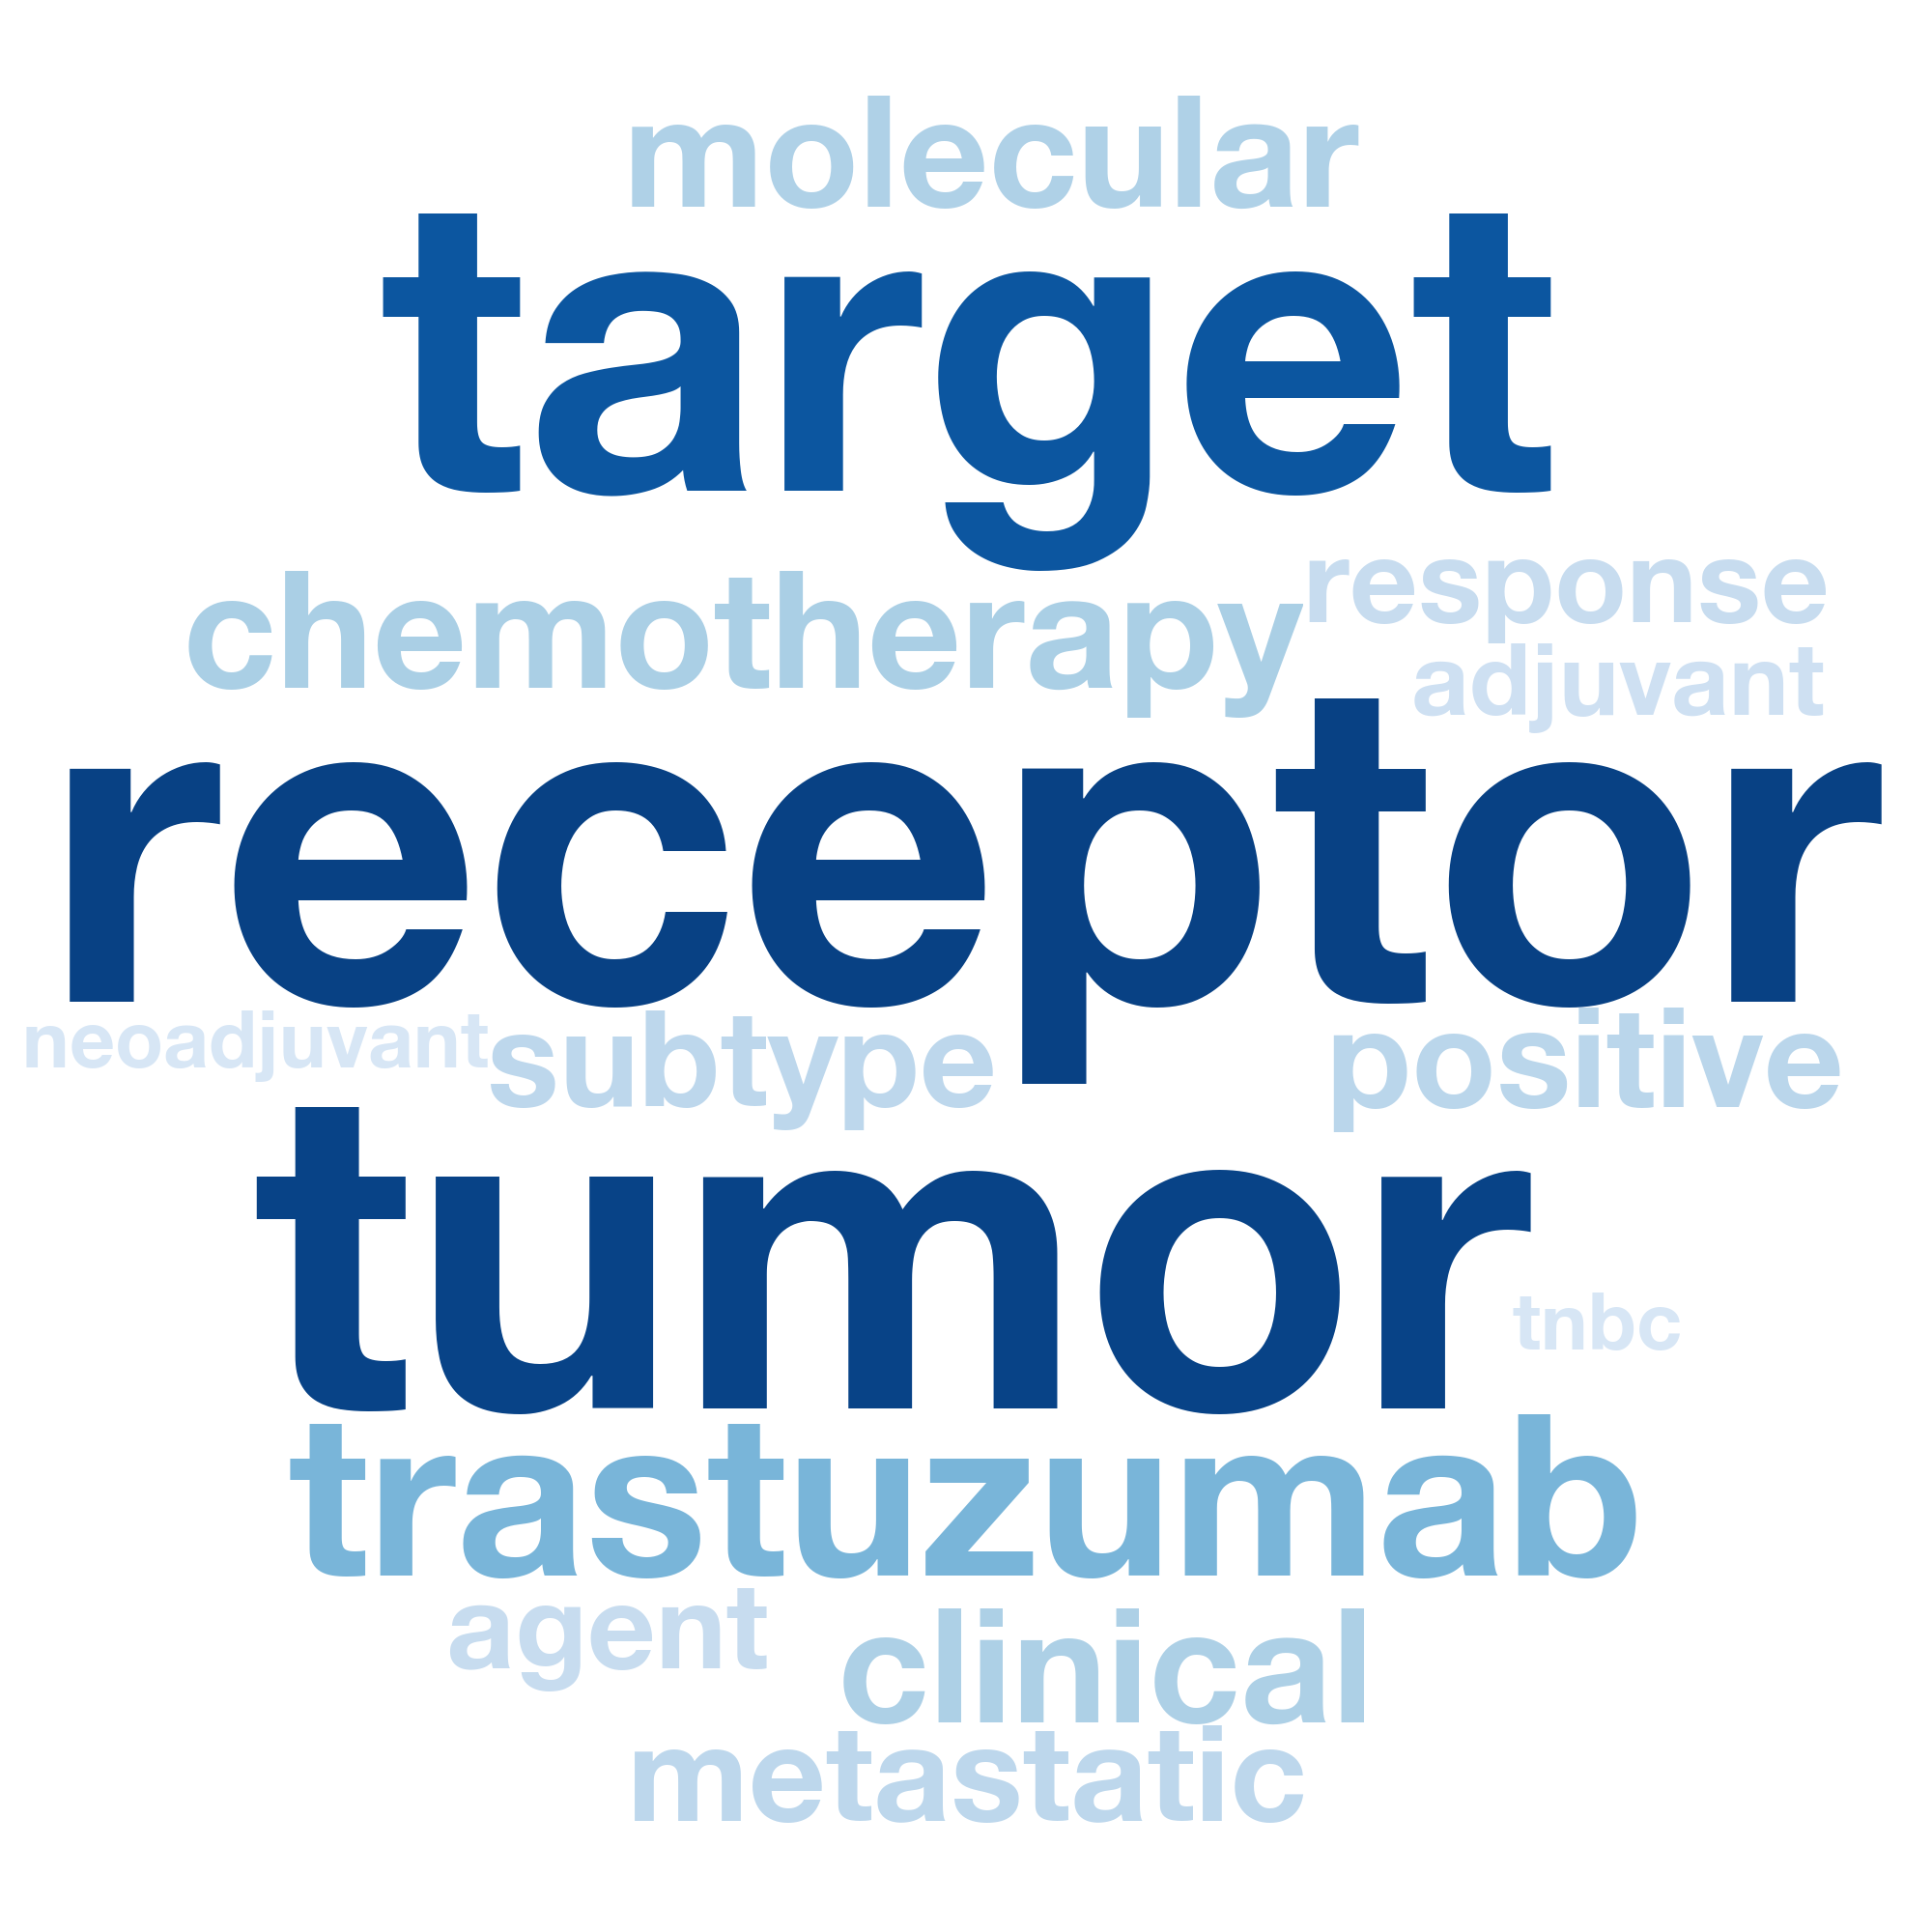 molecular
target
chemotherapy response
adjuvant
receptor
neoadjuvant subtype positive
tumor
tnbc
trastuzumab
agent clinical
metastatic